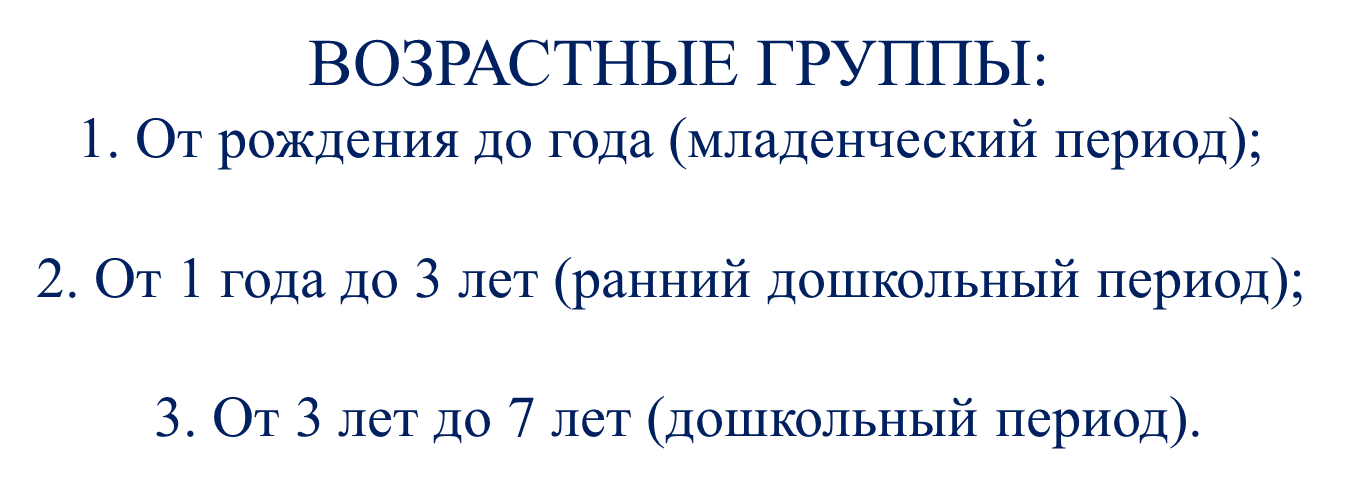 ВОЗРАСТНЫЕ ГРУППЫ:
1. От рождения до года (младенческий период);
2. От 1 года до 3 лет (ранний дошкольный период);
3. От 3 лет до 7 лет (дошкольный период).